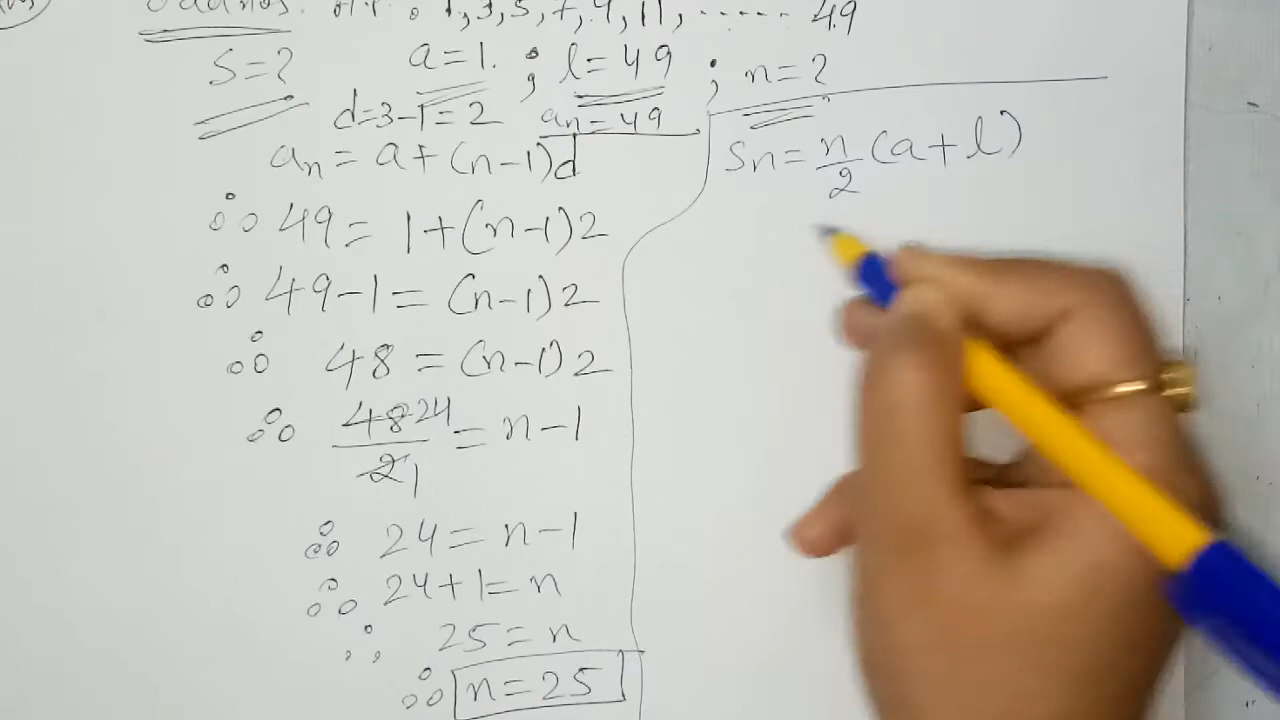 1, 3, 5, 7, 9, 11, ...... 49
S=? a=1. ; l=49 ; n=?
d=3-1=2 an=49
an = a+(n-1)d
∴ 49 = 1+(n-1)2
∴ 49-1 = (n-1)2
∴ 48 = (n-1)2
∴ 48 24 / 2 1 = n-1
∴ 24 = n-1
∴ 24+1 = n
∴ 25 = n
∴ n=25
Sn = n/2 (a+l)